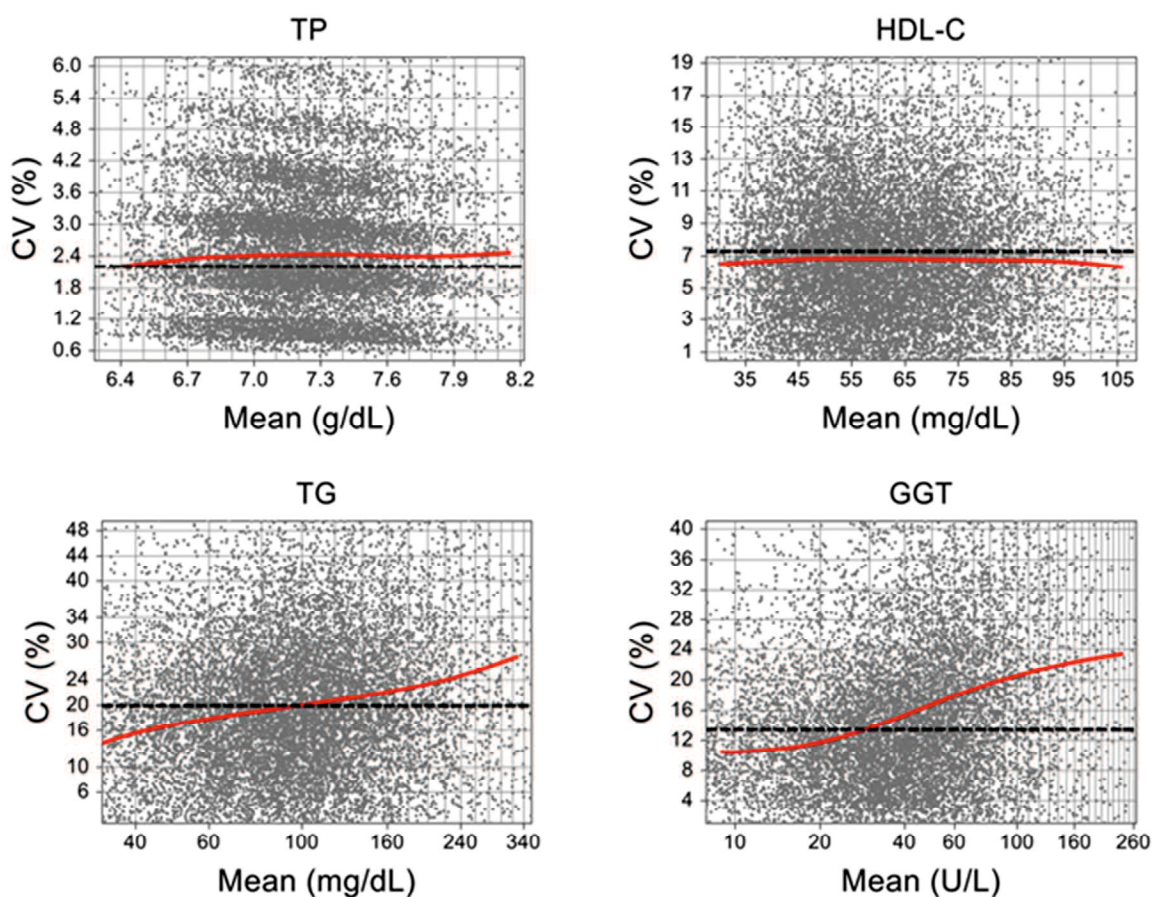 TP
CV (%)
6.0
5.4
4.8
4.2
3.6
3.0
2.4
1.8
1.2
0.6
6.4 6.7 7.0 7.3 7.6 7.9 8.2
Mean (g/dL)
HDL-C
CV (%)
19
17
15
13
11
9
7
5
3
1
35 45 55 65 75 85 95 105
Mean (mg/dL)
TG
CV (%)
48
44
40
34
30
24
20
16
10
6
40 60 100 160 240 340
Mean (mg/dL)
GGT
CV (%)
40
36
32
28
24
20
16
12
8
4
10 20 40 60 100 160 260
Mean (U/L)